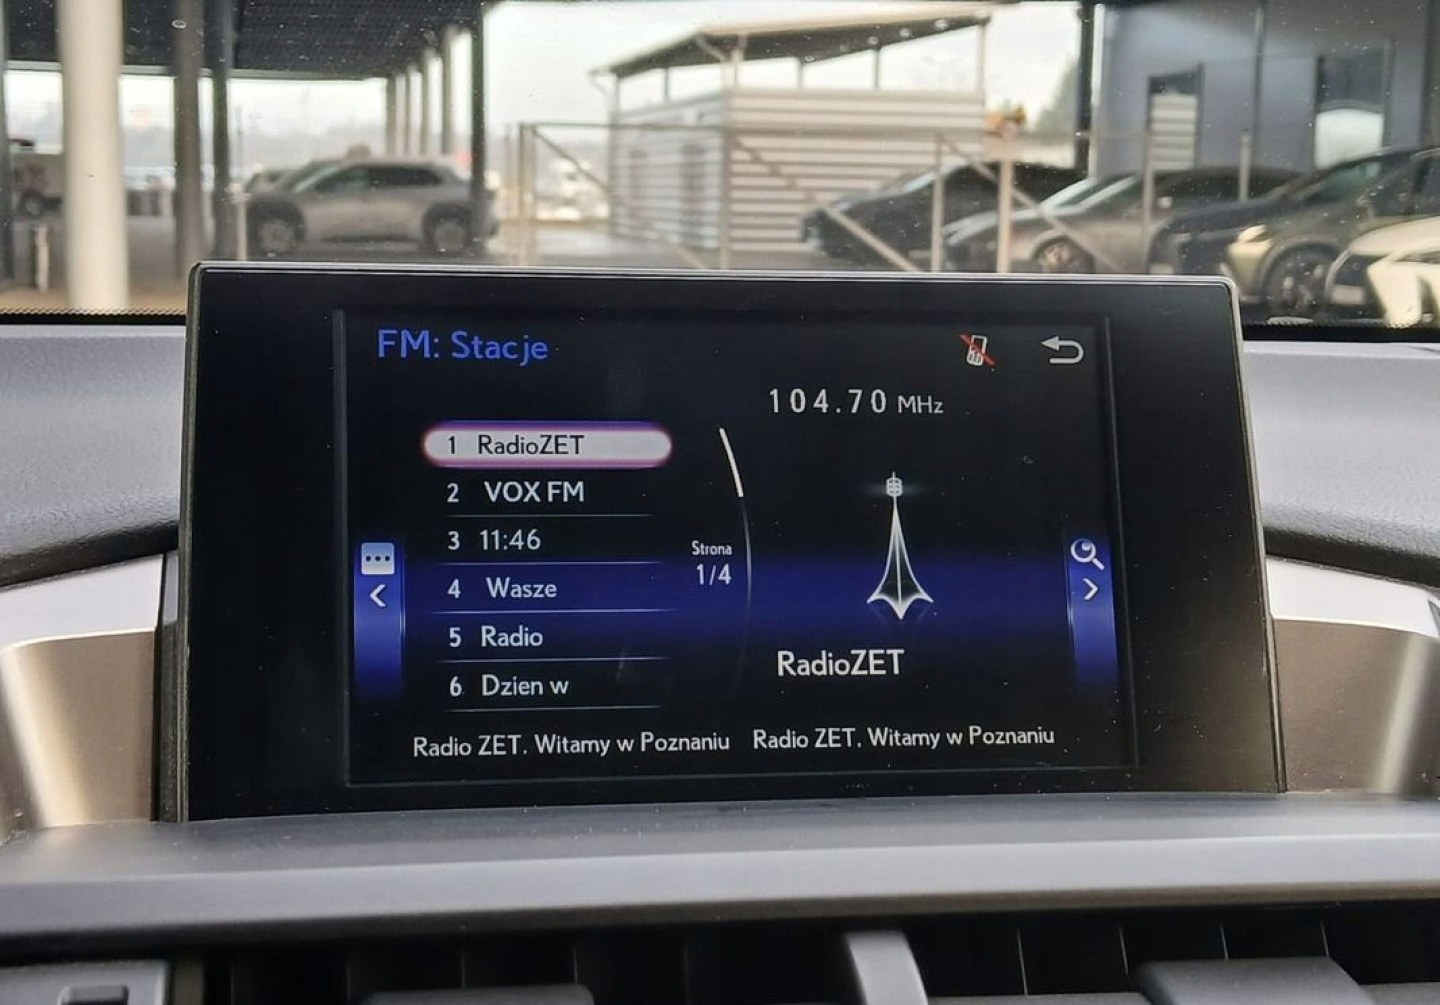 FM: Stacje
104.70 MHz
1 RadioZET
2 VOX FM
3 11:46
4 Wasze
5 Radio
6 Dzien w
Strona
1/4
RadioZET
Radio ZET. Witamy w Poznaniu
Radio ZET. Witamy w Poznaniu